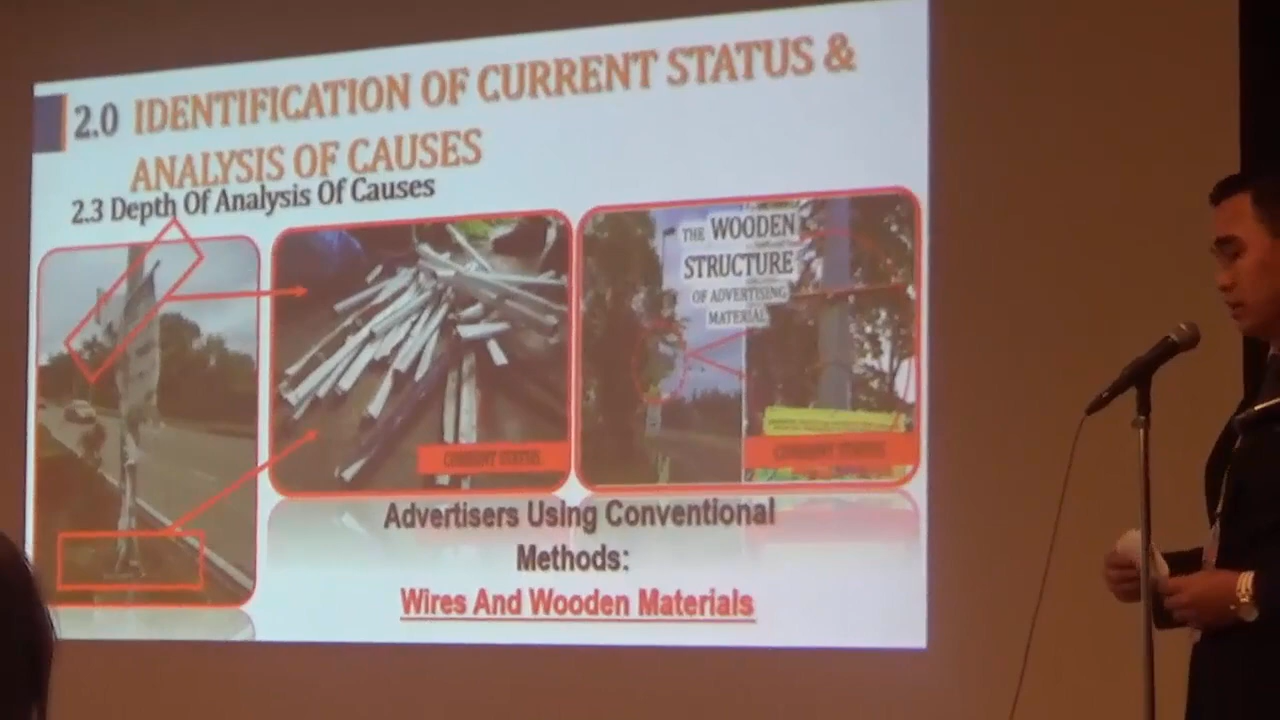 2.0 IDENTIFICATION OF CURRENT STATUS &
ANALYSIS OF CAUSES
2.3 Depth Of Analysis Of Causes
THE WOODEN
STRUCTURE
OF ADVERTISING
MATERIAL
CURRENT STATUS
CURRENT STATUS
Advertisers Using Conventional
Methods:
Wires And Wooden Materials